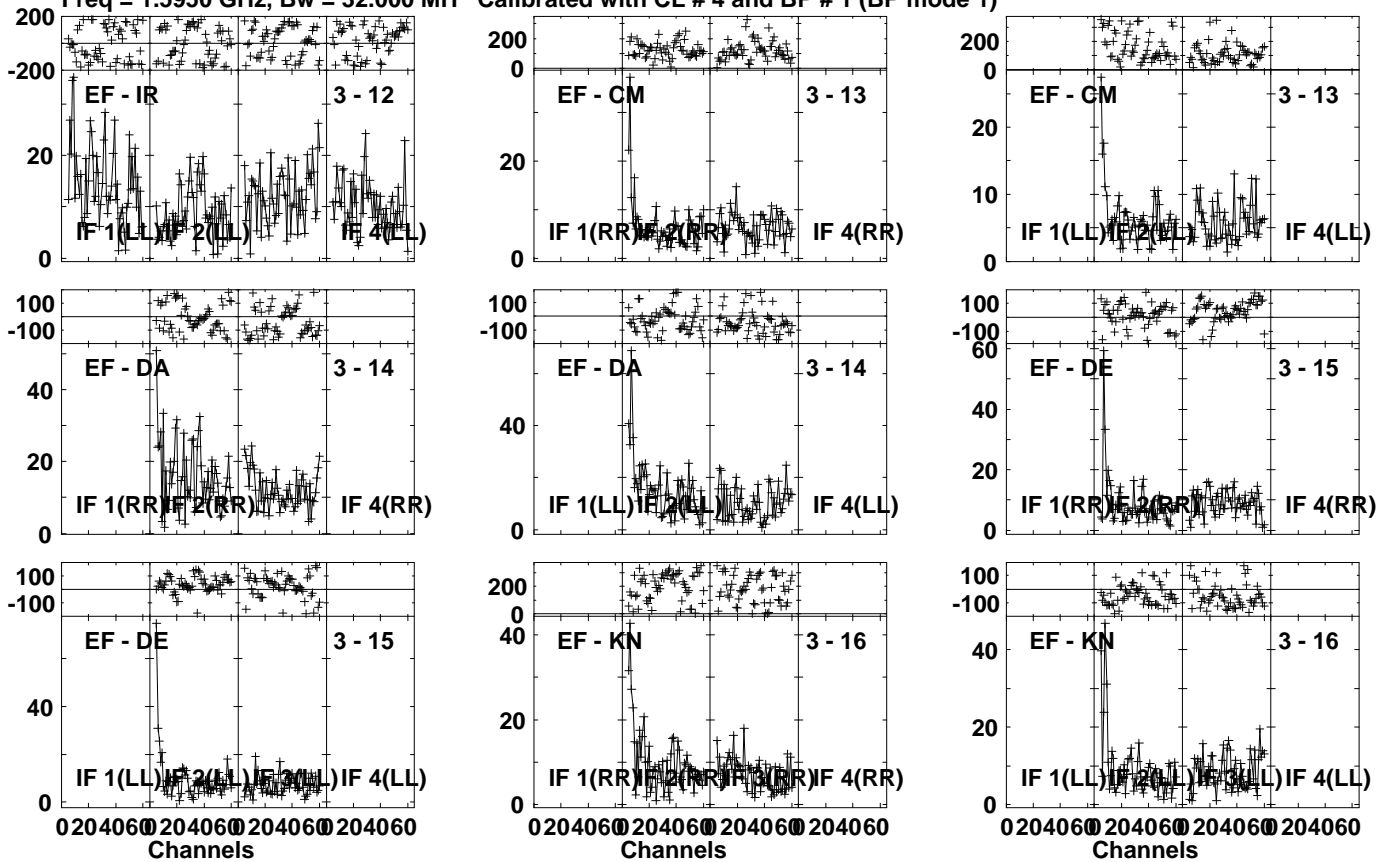 Freq = 1.5950 GHz, Bw = 32.000 MH Calibrated with CL # 4 and BP # 1 (BP mode 1)
200
-200
EF - IR 3 - 12
20
0
IF 1(LL) IF 2(LL) IF 4(LL)
200
0
EF - CM 3 - 13
20
0
IF 1(RR) IF 2(RR) IF 4(RR)
200
0
EF - CM 3 - 13
20
10
0
IF 1(LL) IF 2(LL) IF 4(LL)
100
-100
EF - DA 3 - 14
40
20
0
IF 1(RR) IF 2(RR) IF 4(RR)
100
-100
EF - DA 3 - 14
40
0
IF 1(LL) IF 2(LL) IF 4(LL)
100
-100
EF - DE 3 - 15
60
40
20
0
IF 1(RR) IF 2(RR) IF 4(RR)
100
-100
EF - DE 3 - 15
40
0
IF 1(LL) IF 2(LL) IF 3(LL) IF 4(LL)
0 20 40 60 0 20 40 60 0 20 40 60 0 20 40 60
Channels
200
0
EF - KN 3 - 16
40
20
0
IF 1(RR) IF 2(RR) IF 3(RR) IF 4(RR)
0 20 40 60 0 20 40 60 0 20 40 60 0 20 40 60
Channels
100
-100
EF - KN 3 - 16
40
20
0
IF 1(LL) IF 2(LL) IF 3(LL) IF 4(LL)
0 20 40 60 0 20 40 60 0 20 40 60 0 20 40 60
Channels